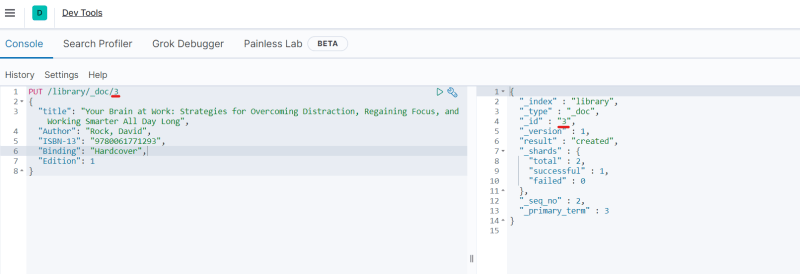 D Dev Tools
Console Search Profiler Grok Debugger Painless Lab BETA
History Settings Help
1 PUT /library/_doc/3
2 {
3 "title": "Your Brain at Work: Strategies for Overcoming Distraction, Regaining Focus, and
Working Smarter All Day Long",
4 "Author": "Rock, David",
5 "ISBN-13": "9780061771293",
6 "Binding": "Hardcover",
7 "Edition": 1
8 }
1 {
2 "_index" : "library",
3 "_type" : "_doc",
4 "_id" : "3",
5 "_version" : 1,
6 "result" : "created",
7 "_shards" : {
8 "total" : 2,
9 "successful" : 1,
10 "failed" : 0
11 },
12 "_seq_no" : 2,
13 "_primary_term" : 3
14 }
15